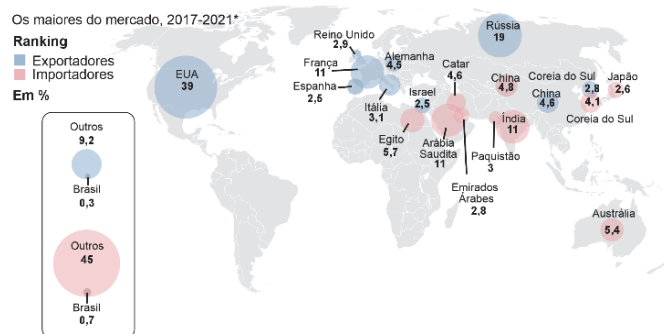 Os maiores do mercado, 2017-2021*
Ranking
Exportadores
Importadores
Em %
Outros
9,2
Brasil
0,3
Outros
45
Brasil
0,7
EUA
39
Reino Unido
2,9
França
11
Espanha
2,5
Alemanha
4,5
Itália
3,1
Israel
2,5
Egito
5,7
Arábia
Saudita
11
Catar
4,6
Emirados
Árabes
2,8
Paquistão
3
Índia
11
Rússia
19
China
4,8
China
4,6
Coreia do Sul
2,8
4,1
Coreia do Sul
Japão
2,6
Austrália
5,4